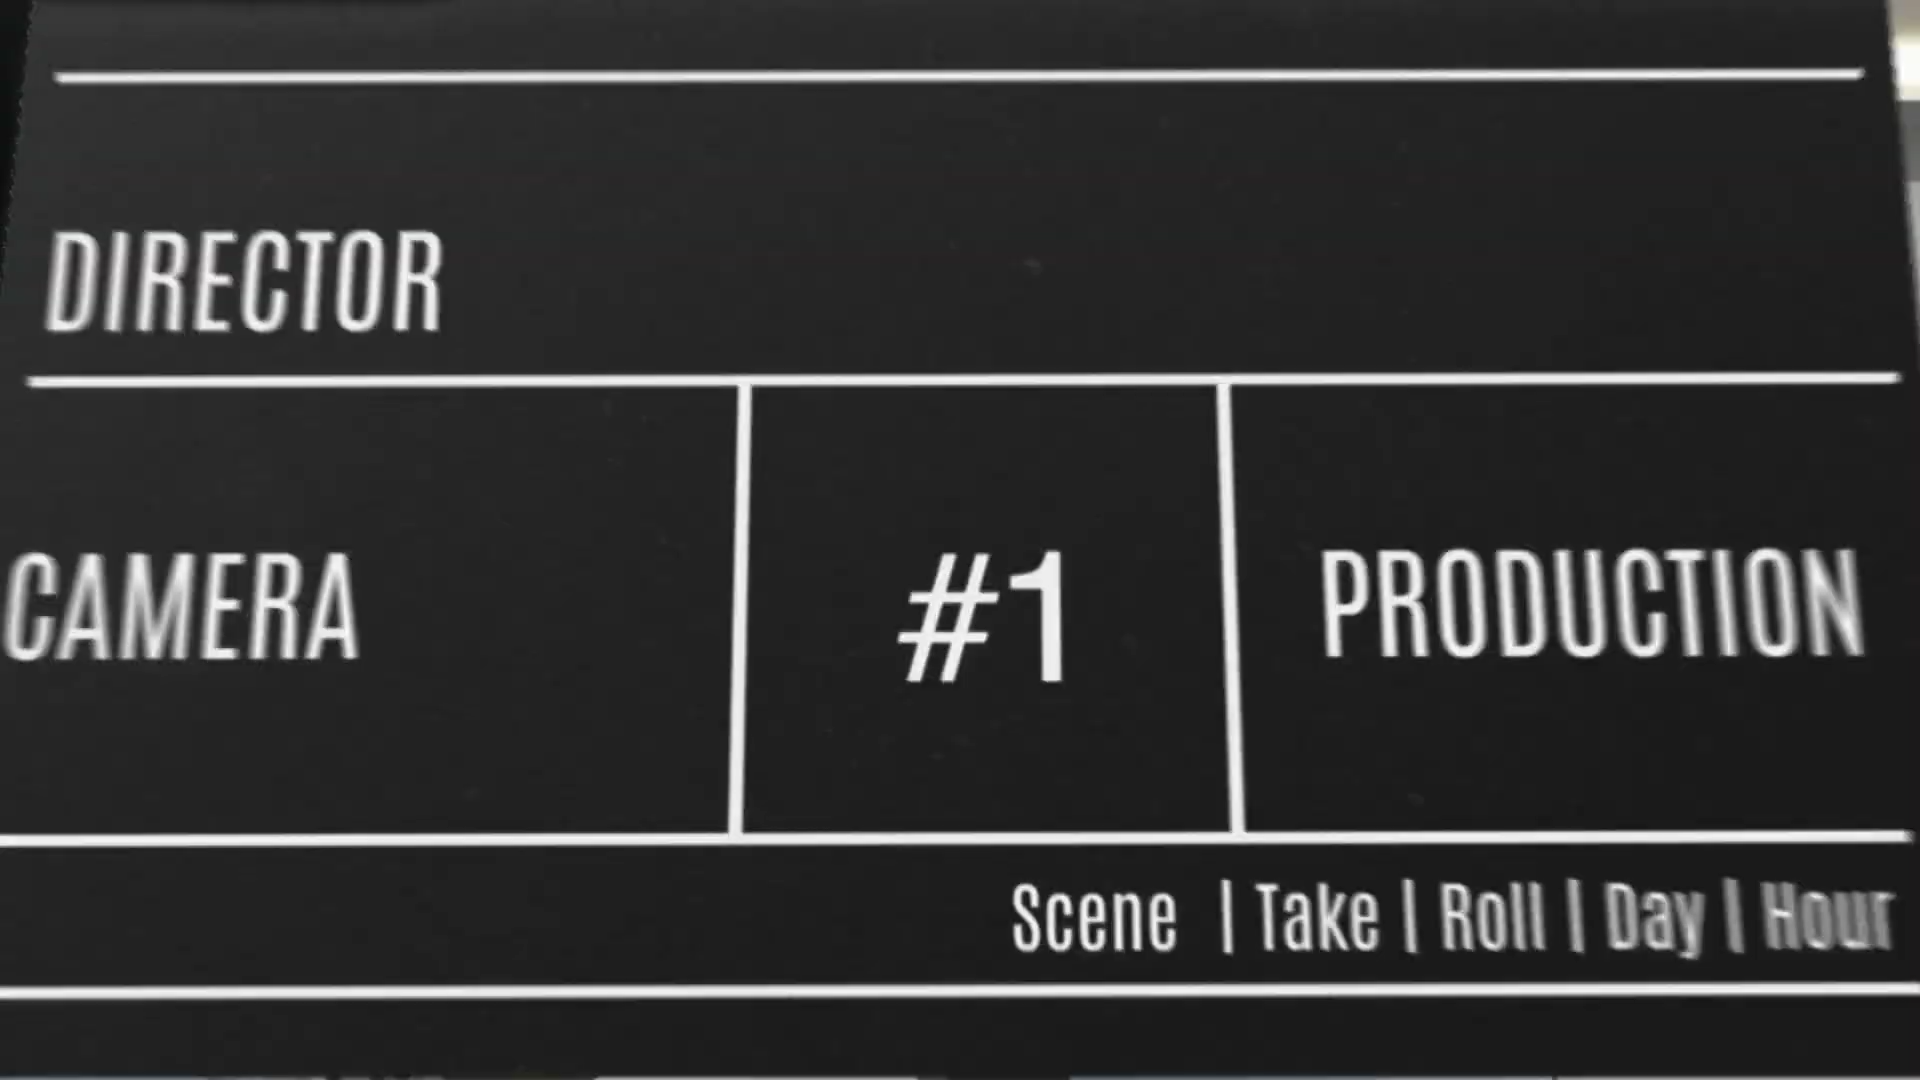 DIRECTOR
CAMERA #1 PRODUCTION
Scene | Take | Roll | Day | Hour